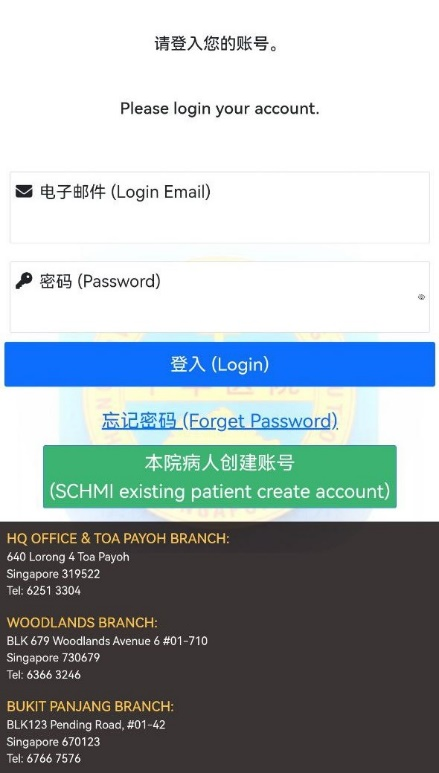 请登入您的账号。
Please login your account.
电子邮件 (Login Email)
密码 (Password)
登入 (Login)
忘记密码 (Forget Password)
本院病人创建账号
(SCHMI existing patient create account)
HQ OFFICE & TOA PAYOH BRANCH:
640 Lorong 4 Toa Payoh
Singapore 319522
Tel: 6251 3304
WOODLANDS BRANCH:
BLK 679 Woodlands Avenue 6 #01-710
Singapore 730679
Tel: 6366 3246
BUKIT PANJANG BRANCH:
BLK123 Pending Road, #01-42
Singapore 670123
Tel: 6766 7576